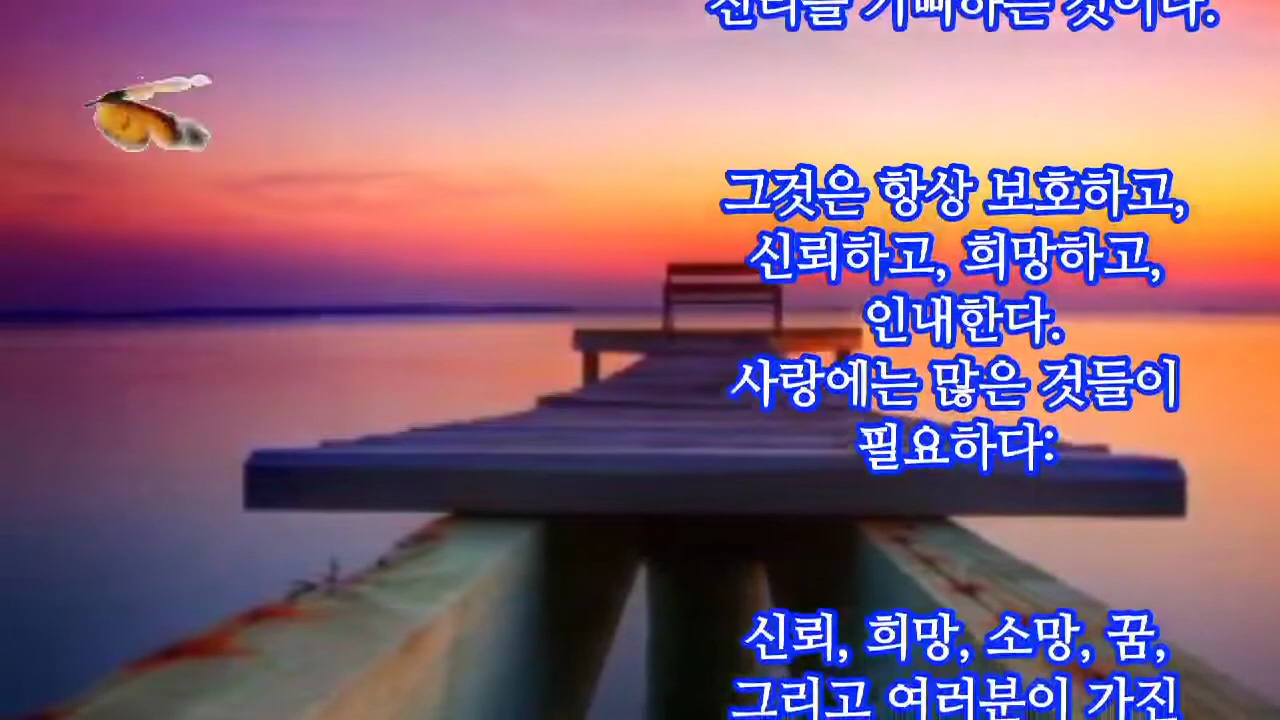 진리를 기뻐하는 것이다.
그것은 항상 보호하고,
신뢰하고, 희망하고,
인내한다.
사랑에는 많은 것들이
필요하다:
신뢰, 희망, 소망, 꿈,
그리고 여러분이 가진